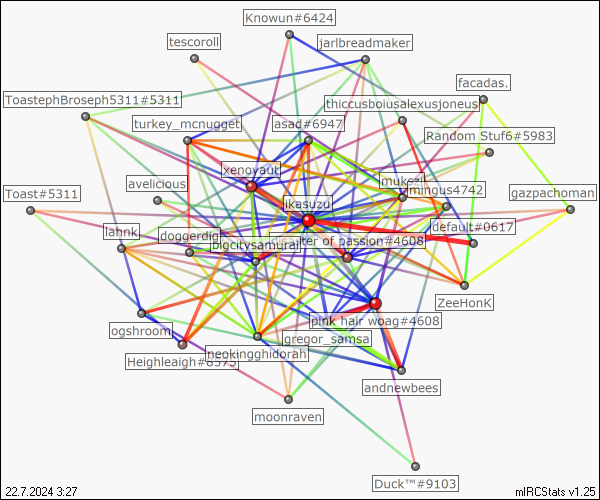 Knowun#6424
tescoroll
jarlbreadmaker
facadas.
ToastephBroseph5311#5311
thiccusboiusalexusjoneus
turkey_mcnugget
asad#6947
Random Stuf6#5983
xenoyaut
mukszil
avelicious
mingus4742
Toast#5311
gazpachoman
ikasuzu
default#0617
lahnk
doggerdig
bigcitysamurai
ter of passion#4608
ZeeHonK
pink hair woag#4608
ogshroom
gregor_samsa
neokingghidorah
Heighleaigh#8575
andnewbees
moonraven
Duck™#9103
22.7.2024 3:27
mIRCStats v1.25